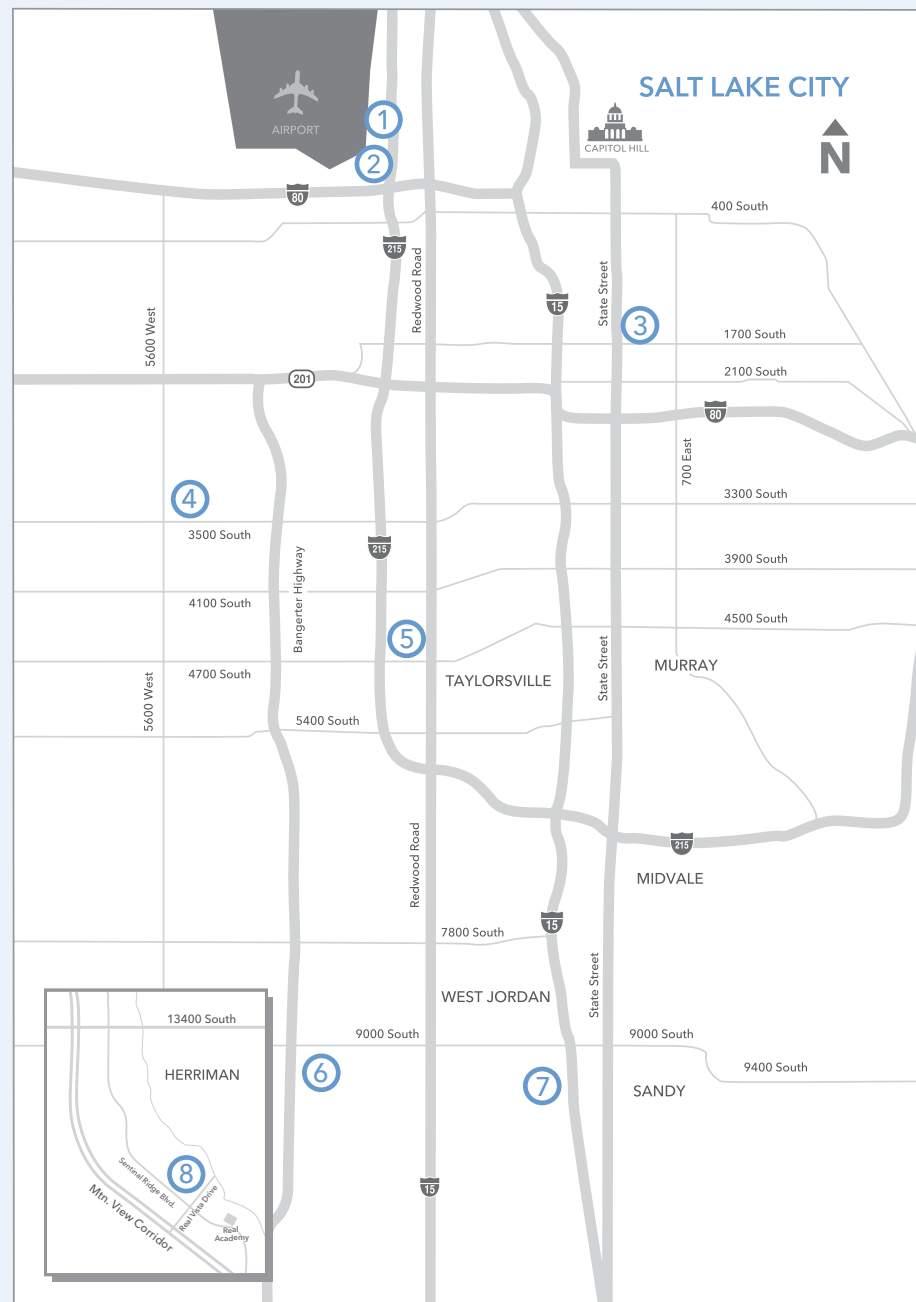 SALT LAKE CITY
AIRPORT
1
CAPITOL HILL
N
2
80
400 South
215
Redwood Road
State Street
15
5600 West
3
1700 South
201
2100 South
80
700 East
4
3300 South
3500 South
215
Bangerter Highway
3900 South
4100 South
5
4500 South
State Street
MURRAY
4700 South
TAYLORSVILLE
5600 West
5400 South
Redwood Road
215
MIDVALE
15
7800 South
State Street
WEST JORDAN
13400 South
9000 South
9000 South
HERRIMAN
6
7
9400 South
SANDY
8
Sentinal Ridge Blvd.
Mtn. View Corridor
Real Vista Drive
Real
Academy
15